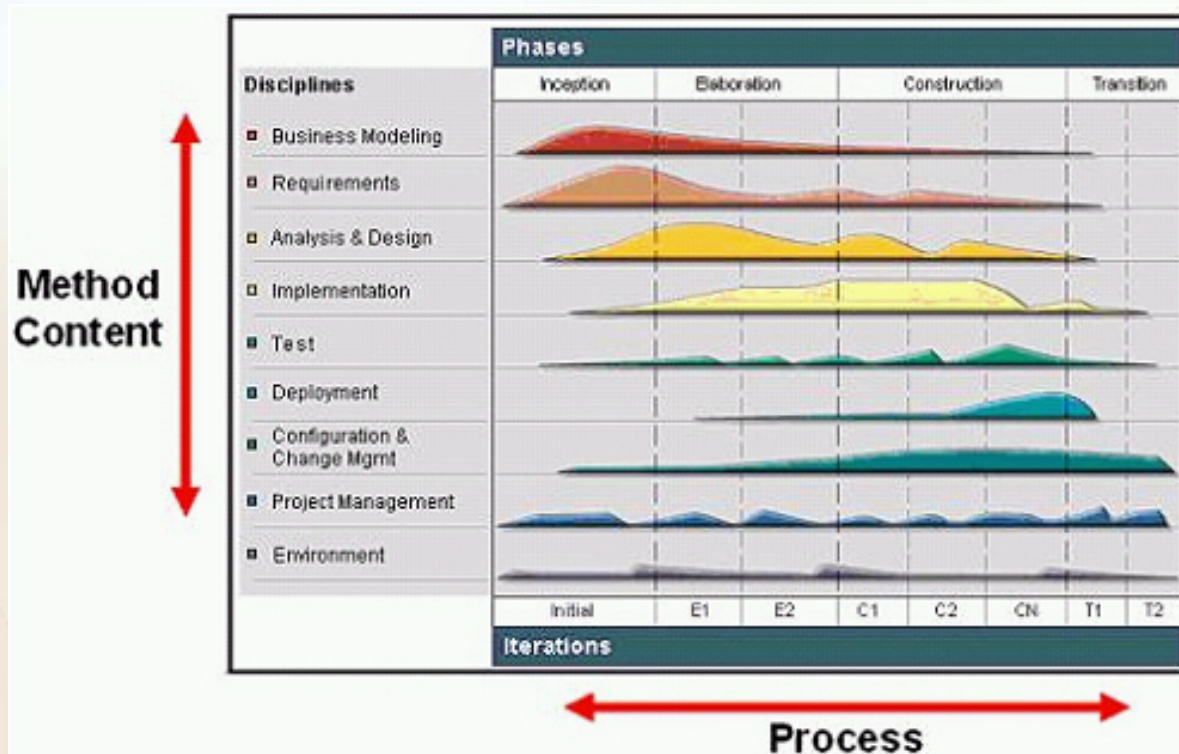 Phases
Disciplines
Inception Elaboration Construction Transition
Business Modeling
Requirements
Analysis & Design
Implementation
Test
Deployment
Configuration &
Change Mgmt
Project Management
Environment
Method
Content
Initial E1 E2 C1 C2 CN T1 T2
Iterations
Process